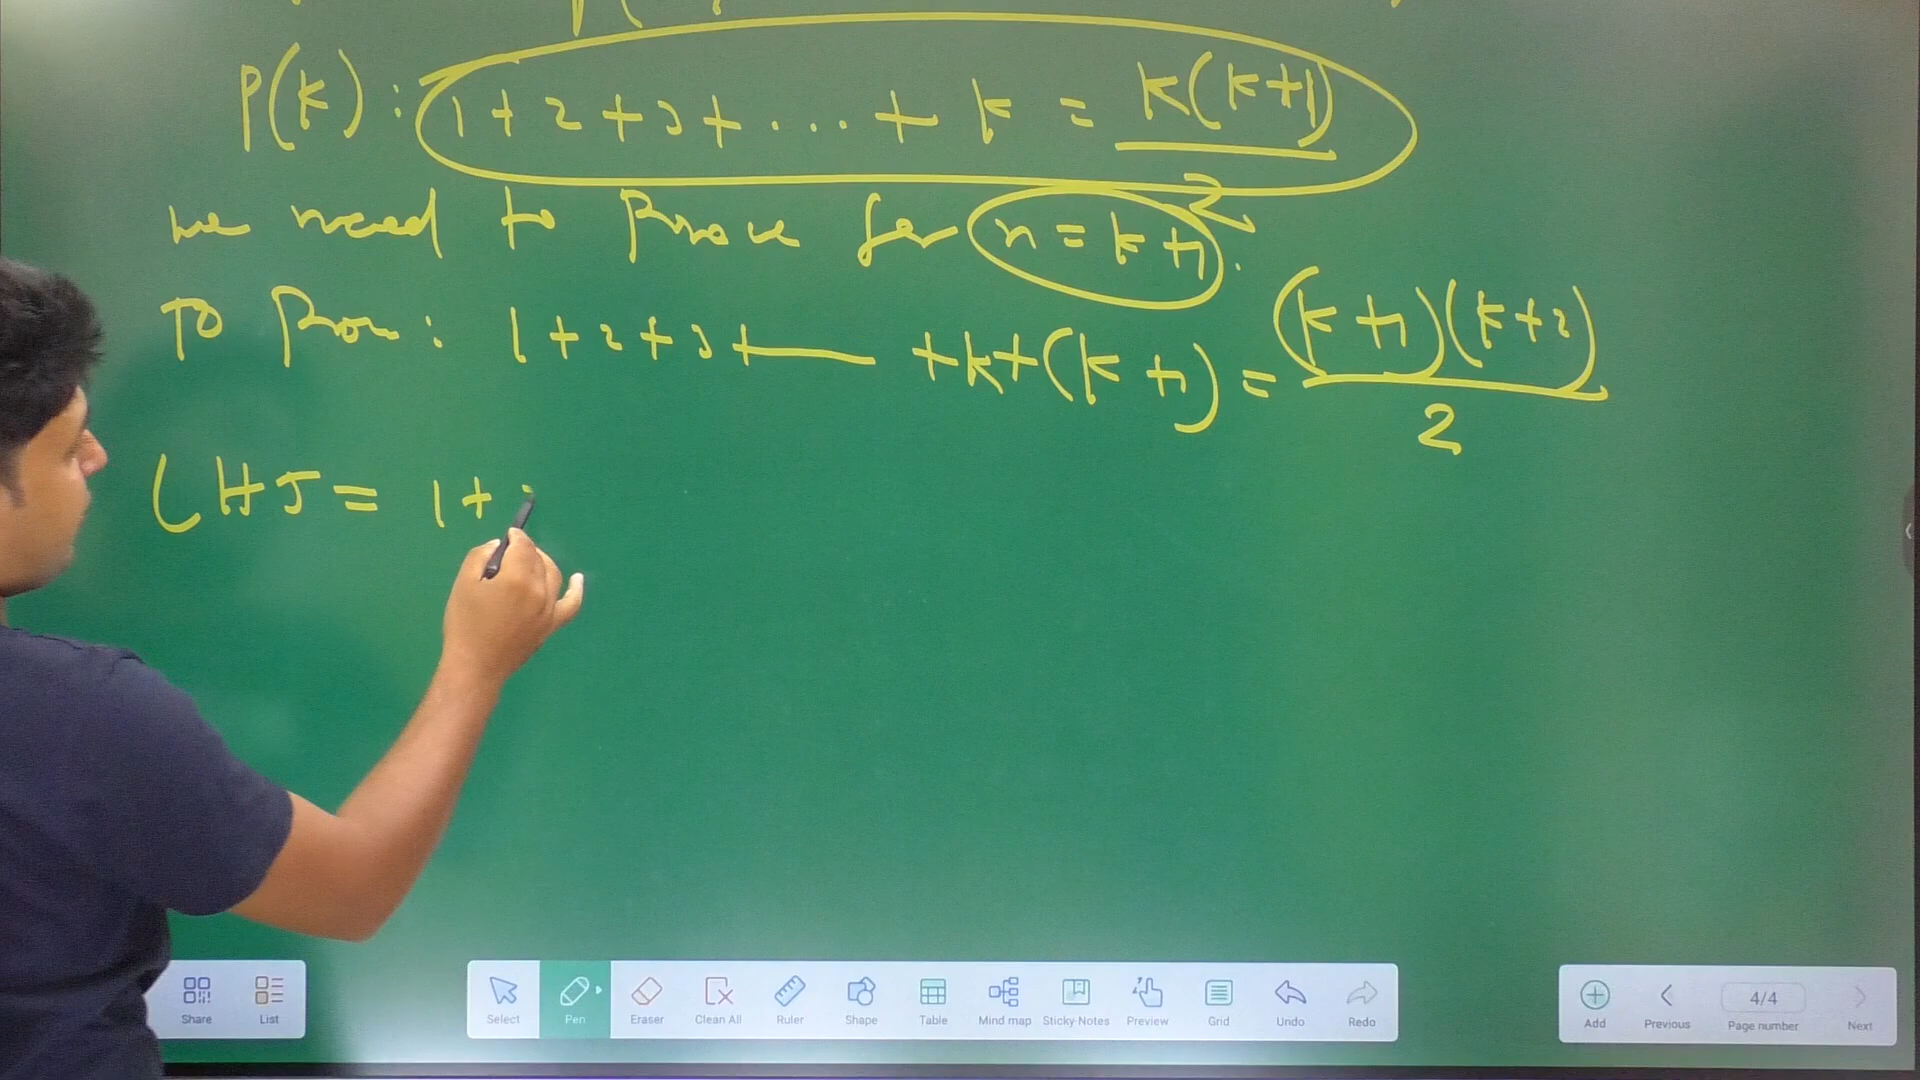 P(k): 1 + 2 + 3 + ... + k = k(k+1)/2
we need to prove for n = k+1.
To Prove: 1 + 2 + 3 + — + k + (k+1) = (k+1)(k+2)/2
LHS = 1 +
Share List Select Pen Eraser Clean All Ruler Shape Table Mind map Sticky-Notes Preview Grid Undo Redo Add Previous 4/4 Page number Next